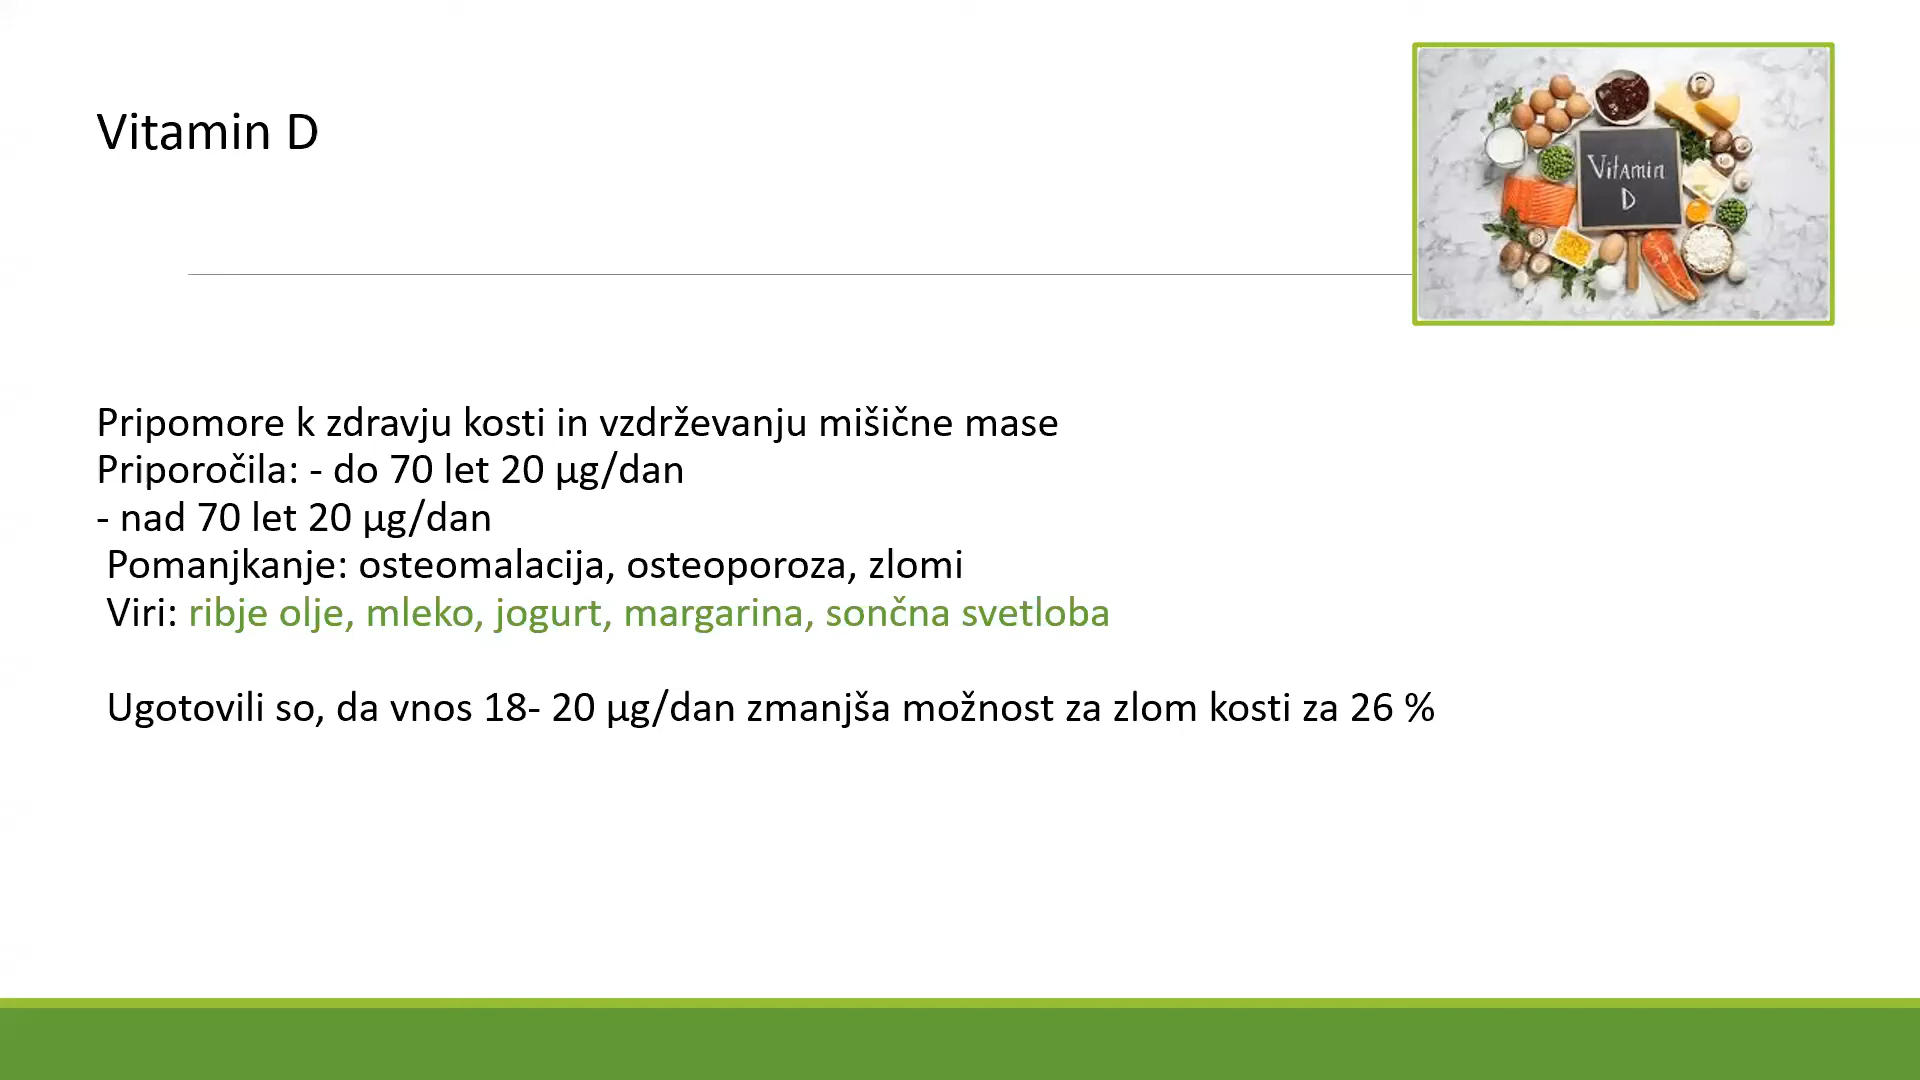 Vitamin D
Vitamin
D
Pripomore k zdravju kosti in vzdrževanju mišične mase
Priporočila: - do 70 let 20 µg/dan
- nad 70 let 20 µg/dan
Pomanjkanje: osteomalacija, osteoporoza, zlomi
Viri: ribje olje, mleko, jogurt, margarina, sončna svetloba
Ugotovili so, da vnos 18- 20 µg/dan zmanjša možnost za zlom kosti za 26 %